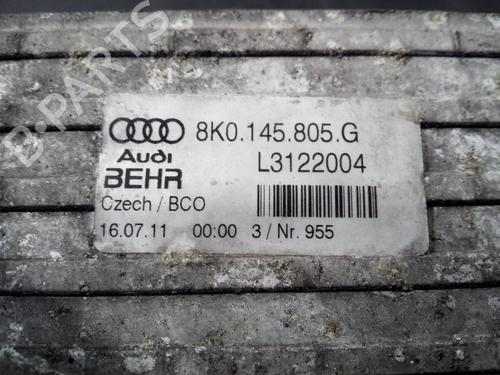 B-PARTS
8K0.145.805.G
Audi
L3122004
BEHR
Czech / BCO
16.07.11 00:00 3 / Nr. 955